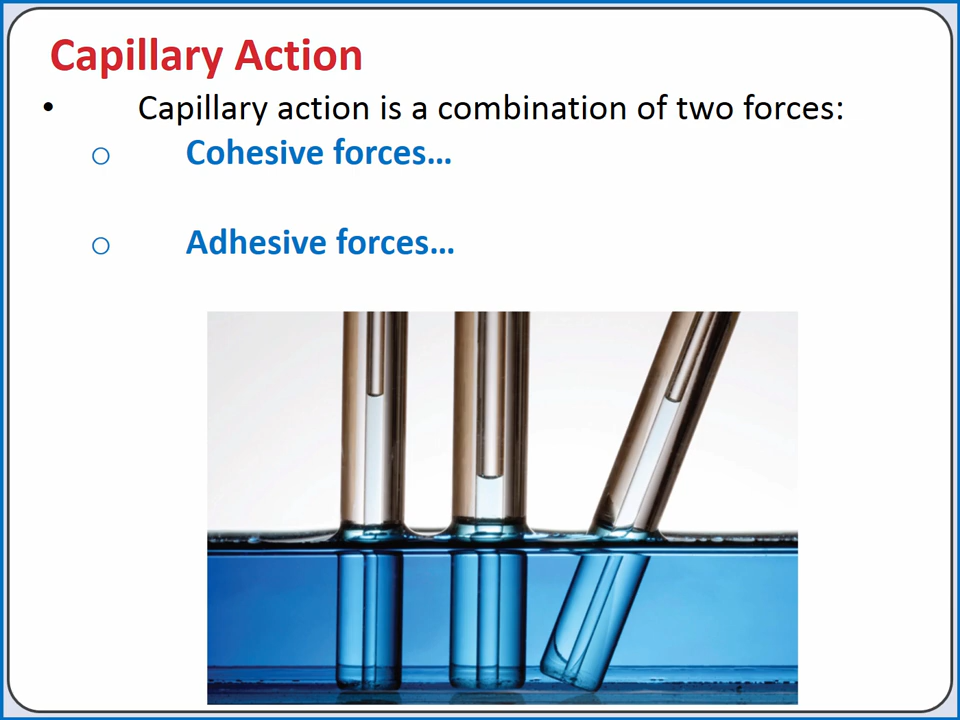 Capillary Action
• Capillary action is a combination of two forces:
o Cohesive forces…
o Adhesive forces…